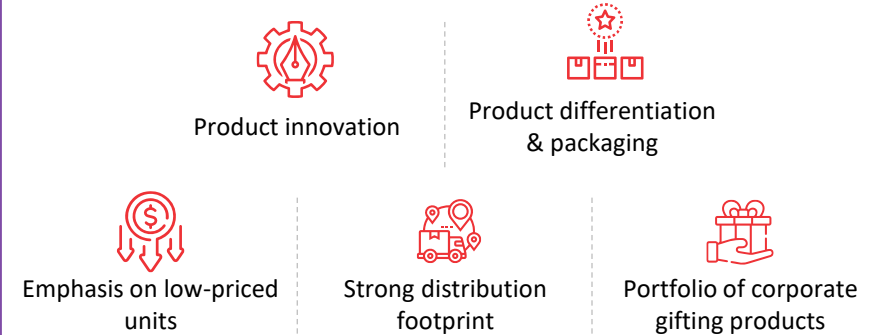 Product innovation
Product differentiation
& packaging
Emphasis on low-priced
units
Strong distribution
footprint
Portfolio of corporate
gifting products